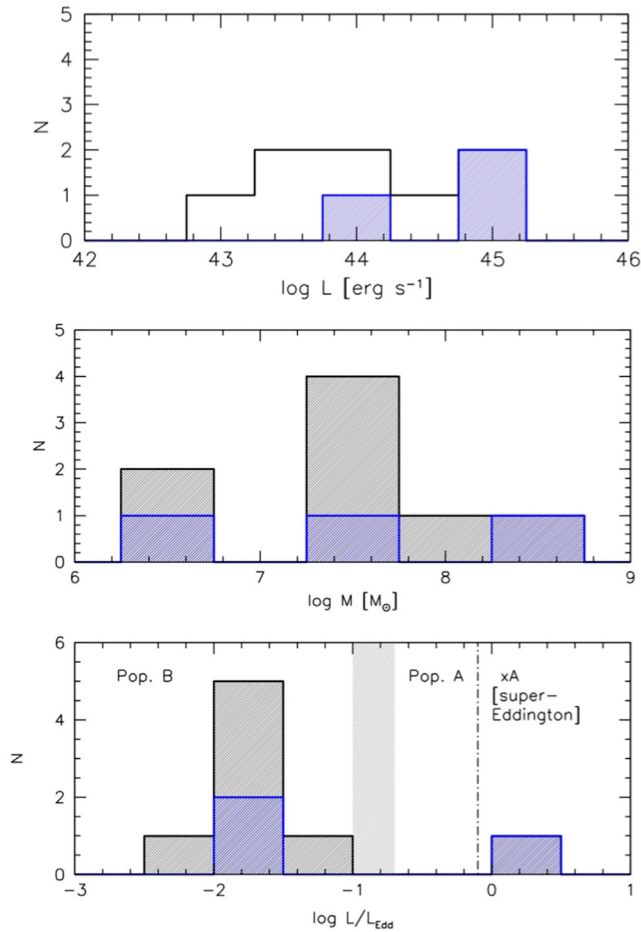 5
4
3
2
1
0
N
42 43 44 45 46
log L [erg s⁻¹]
5
4
3
2
1
0
N
6 7 8 9
log M [M☉]
6
4
2
0
N
Pop. B Pop. A xA
[super–
Eddington]
−3 −2 −1 0 1
log L/L_Edd